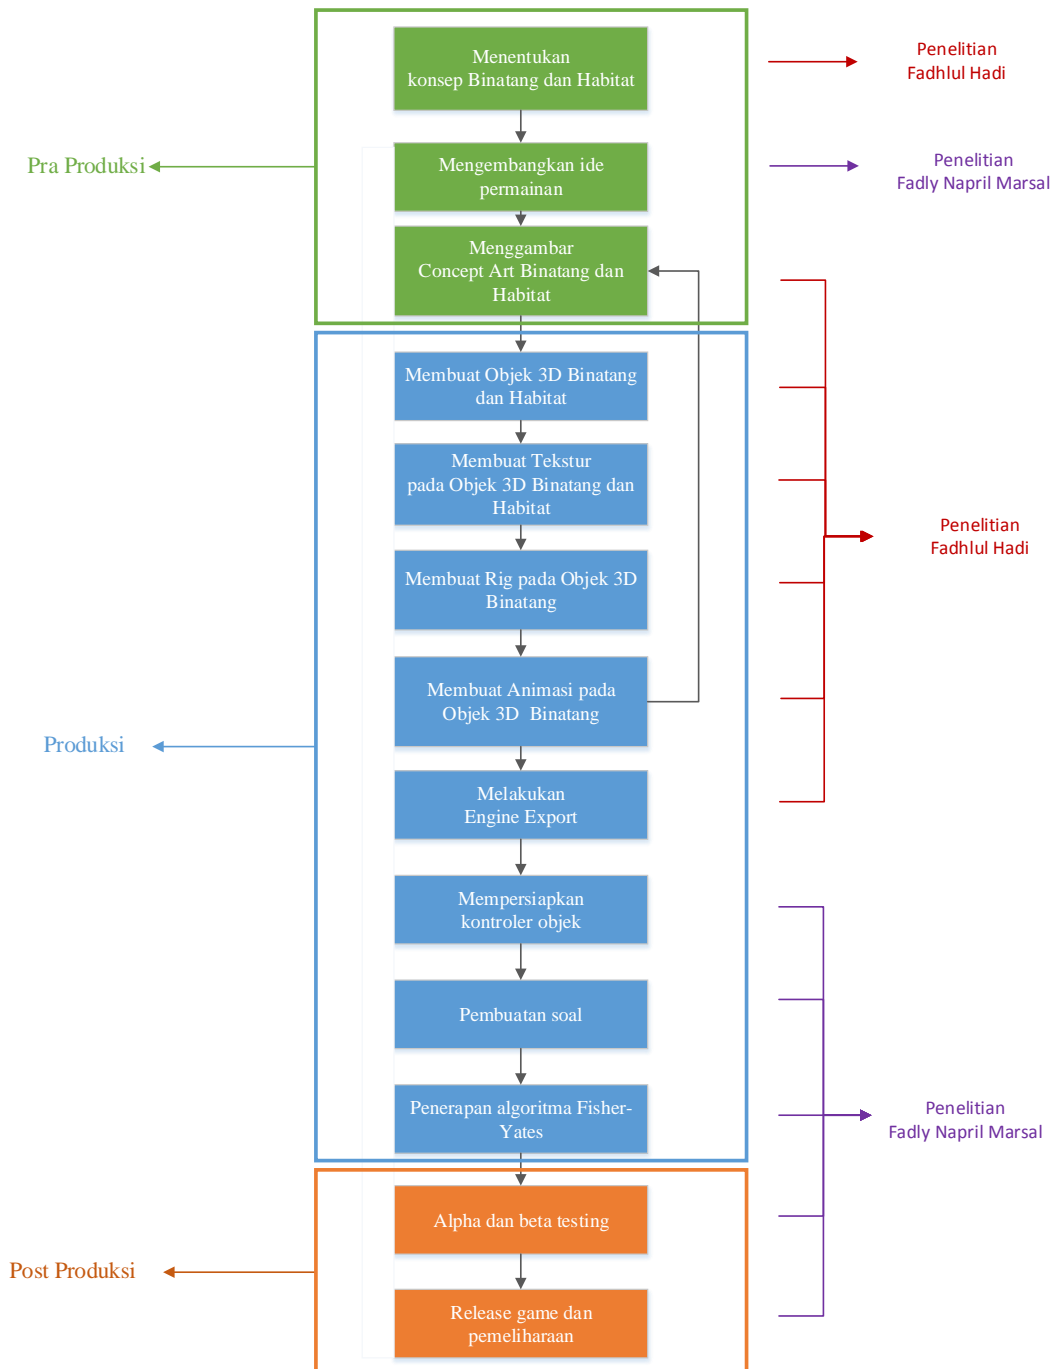 Menentukan
konsep Binatang dan Habitat
Penelitian
Fadhlul Hadi
Pra Produksi
Mengembangkan ide
permainan
Penelitian
Fadly Napril Marsal
Menggambar
Concept Art Binatang dan
Habitat
Membuat Objek 3D Binatang
dan Habitat
Membuat Tekstur
pada Objek 3D Binatang dan
Habitat
Penelitian
Fadhlul Hadi
Membuat Rig pada Objek 3D
Binatang
Membuat Animasi pada
Objek 3D Binatang
Produksi
Melakukan
Engine Export
Mempersiapkan
kontroler objek
Pembuatan soal
Penerapan algoritma Fisher-
Yates
Penelitian
Fadly Napril Marsal
Alpha dan beta testing
Post Produksi
Release game dan
pemeliharaan